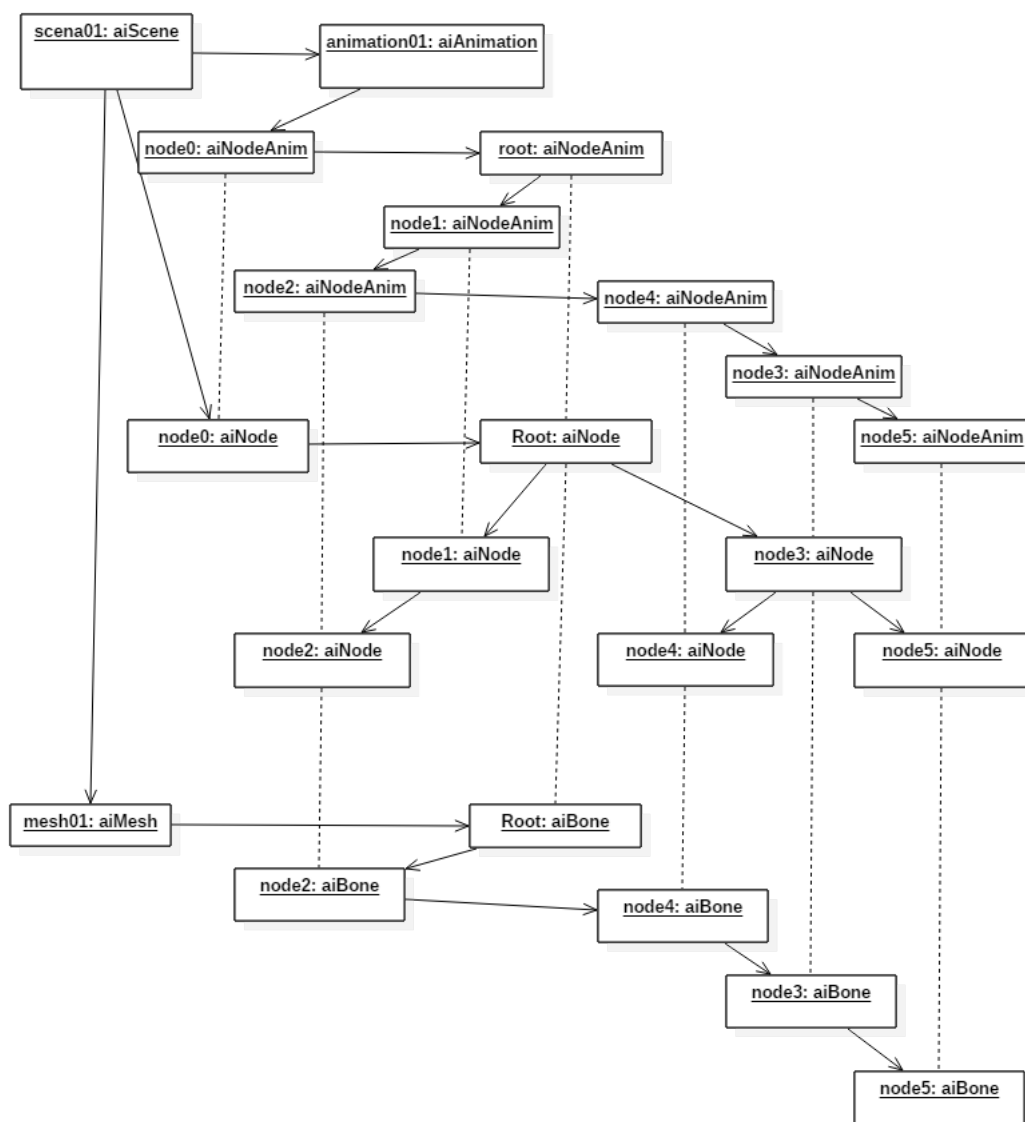 scena01: aiScene
animation01: aiAnimation
node0: aiNodeAnim
root: aiNodeAnim
node1: aiNodeAnim
node2: aiNodeAnim
node4: aiNodeAnim
node3: aiNodeAnim
node0: aiNode
Root: aiNode
node5: aiNodeAnim
node1: aiNode
node3: aiNode
node2: aiNode
node4: aiNode
node5: aiNode
mesh01: aiMesh
Root: aiBone
node2: aiBone
node4: aiBone
node3: aiBone
node5: aiBone